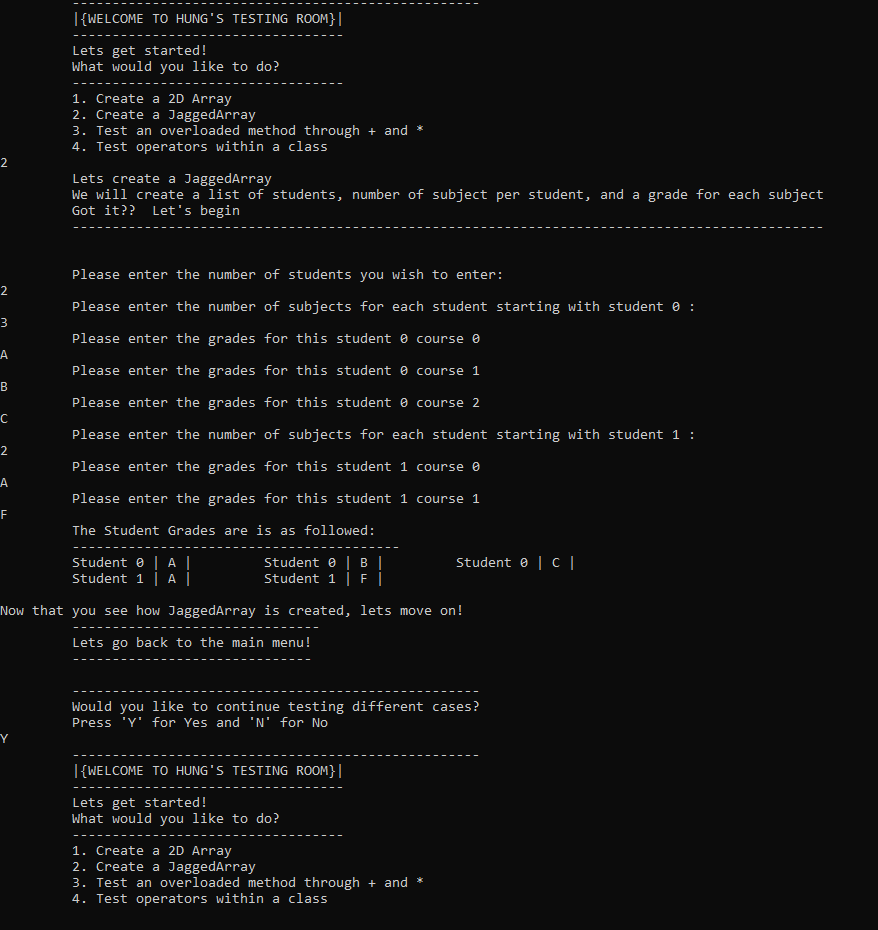 ---------------------------------------------------
|{WELCOME TO HUNG'S TESTING ROOM}|
----------------------------------
Lets get started!
What would you like to do?
----------------------------------
1. Create a 2D Array
2. Create a JaggedArray
3. Test an overloaded method through + and *
4. Test operators within a class
2
Lets create a JaggedArray
We will create a list of students, number of subject per student, and a grade for each subject
Got it??  Let's begin
----------------------------------------------------------------------------------------------
Please enter the number of students you wish to enter:
2
Please enter the number of subjects for each student starting with student 0 :
3
Please enter the grades for this student 0 course 0
A
Please enter the grades for this student 0 course 1
B
Please enter the grades for this student 0 course 2
C
Please enter the number of subjects for each student starting with student 1 :
2
Please enter the grades for this student 1 course 0
A
Please enter the grades for this student 1 course 1
F
The Student Grades are is as followed:
-----------------------------------------
Student 0 | A |         Student 0 | B |         Student 0 | C |
Student 1 | A |         Student 1 | F |
Now that you see how JaggedArray is created, lets move on!
-------------------------------
Lets go back to the main menu!
------------------------------
---------------------------------------------------
Would you like to continue testing different cases?
Press 'Y' for Yes and 'N' for No
Y
---------------------------------------------------
|{WELCOME TO HUNG'S TESTING ROOM}|
----------------------------------
Lets get started!
What would you like to do?
----------------------------------
1. Create a 2D Array
2. Create a JaggedArray
3. Test an overloaded method through + and *
4. Test operators within a class